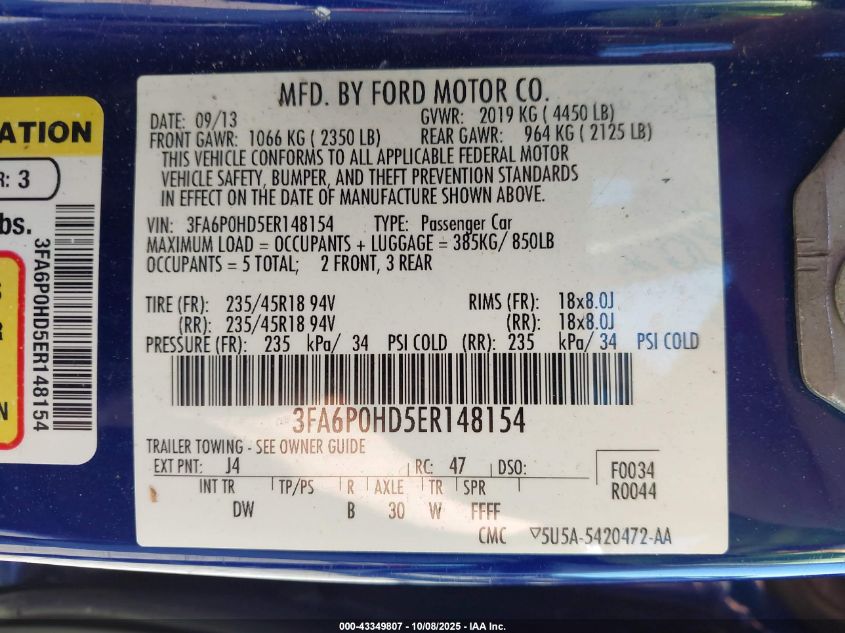 MFD. BY FORD MOTOR CO.
DATE: 09/13 GVWR: 2019 KG ( 4450 LB)
FRONT GAWR: 1066 KG ( 2350 LB) REAR GAWR: 964 KG ( 2125 LB)
THIS VEHICLE CONFORMS TO ALL APPLICABLE FEDERAL MOTOR
VEHICLE SAFETY, BUMPER, AND THEFT PREVENTION STANDARDS
IN EFFECT ON THE DATE OF MANUFACTURE SHOWN ABOVE.
VIN: 3FA6P0HD5ER148154 TYPE: Passenger Car
MAXIMUM LOAD = OCCUPANTS + LUGGAGE = 385KG/ 850LB
OCCUPANTS = 5 TOTAL; 2 FRONT, 3 REAR
TIRE (FR): 235/45R18 94V RIMS (FR): 18x8.0J
(RR): 235/45R18 94V (RR): 18x8.0J
PRESSURE (FR): 235 kPa/ 34 PSI COLD (RR): 235 kPa/ 34 PSI COLD
3FA6P0HD5ER148154
TRAILER TOWING - SEE OWNER GUIDE
EXT PNT: J4 RC: 47 DSO: F0034
INT TR TP/PS R AXLE TR SPR R0044
DW B 30 W FFFF
CMC ▽5U5A-5420472-AA
ATION
R: 3
bs.
3FA6P0HD5ER148154
S
R
N
000-43349807 - 10/08/2025 - IAA Inc.